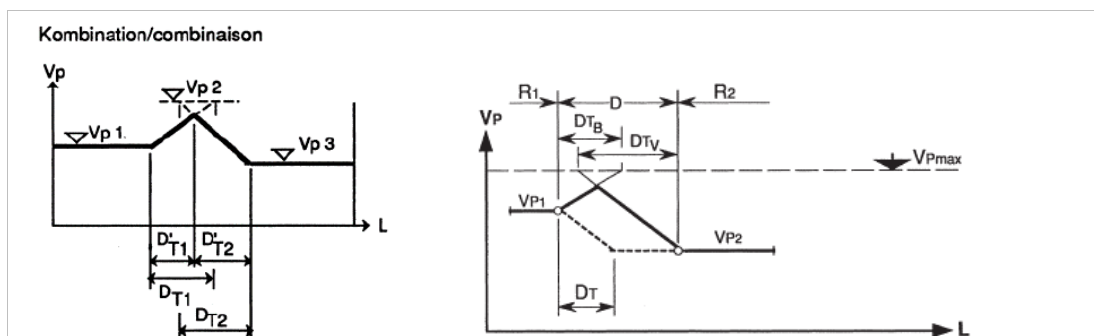 Kombination/combinaison
Vp
Vp 2
Vp 1.
Vp 3
L
D'T1
D'T2
DT1
DT2
R1
D
R2
DTB
VP
DTV
VPmax
VP1
VP2
DT
L